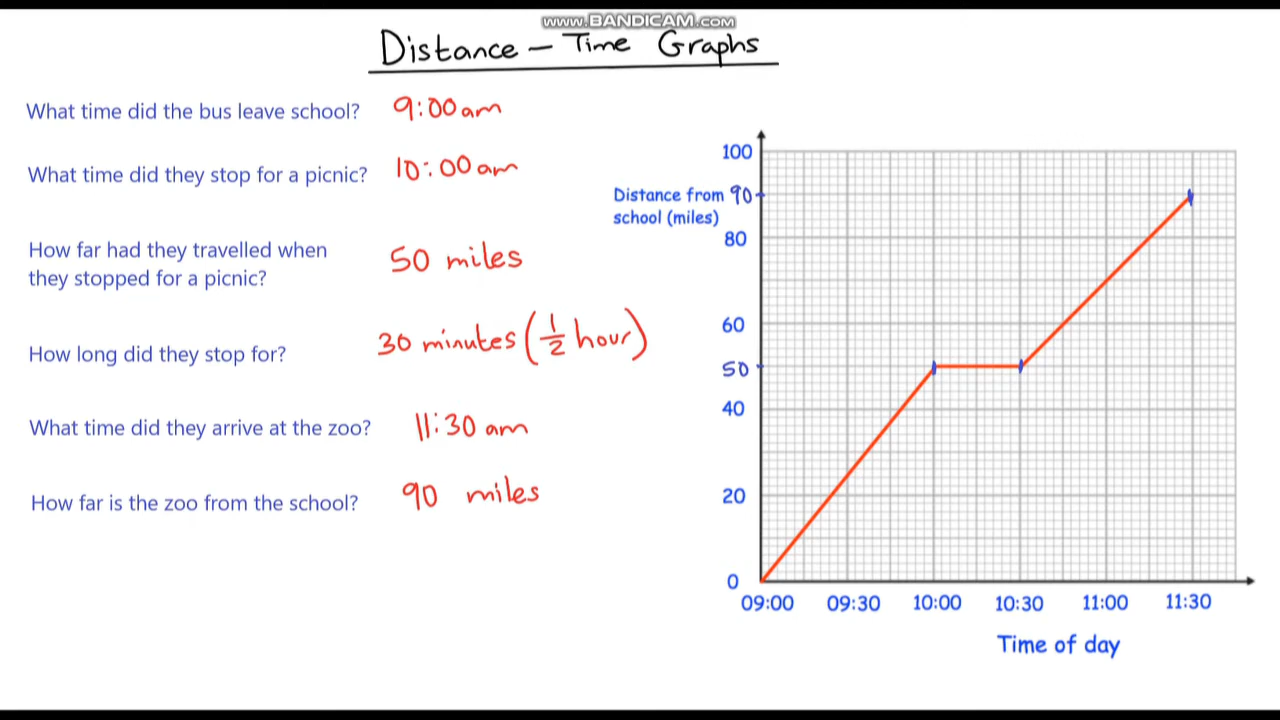 www.BANDICAM.com
Distance - Time Graphs
What time did the bus leave school? 9:00am
What time did they stop for a picnic? 10:00am
How far had they travelled when
they stopped for a picnic? 50 miles
How long did they stop for? 30 minutes (1/2 hour)
What time did they arrive at the zoo? 11:30 am
How far is the zoo from the school? 90 miles
100
Distance from 90
school (miles)
80
60
50
40
20
0
09:00 09:30 10:00 10:30 11:00 11:30
Time of day